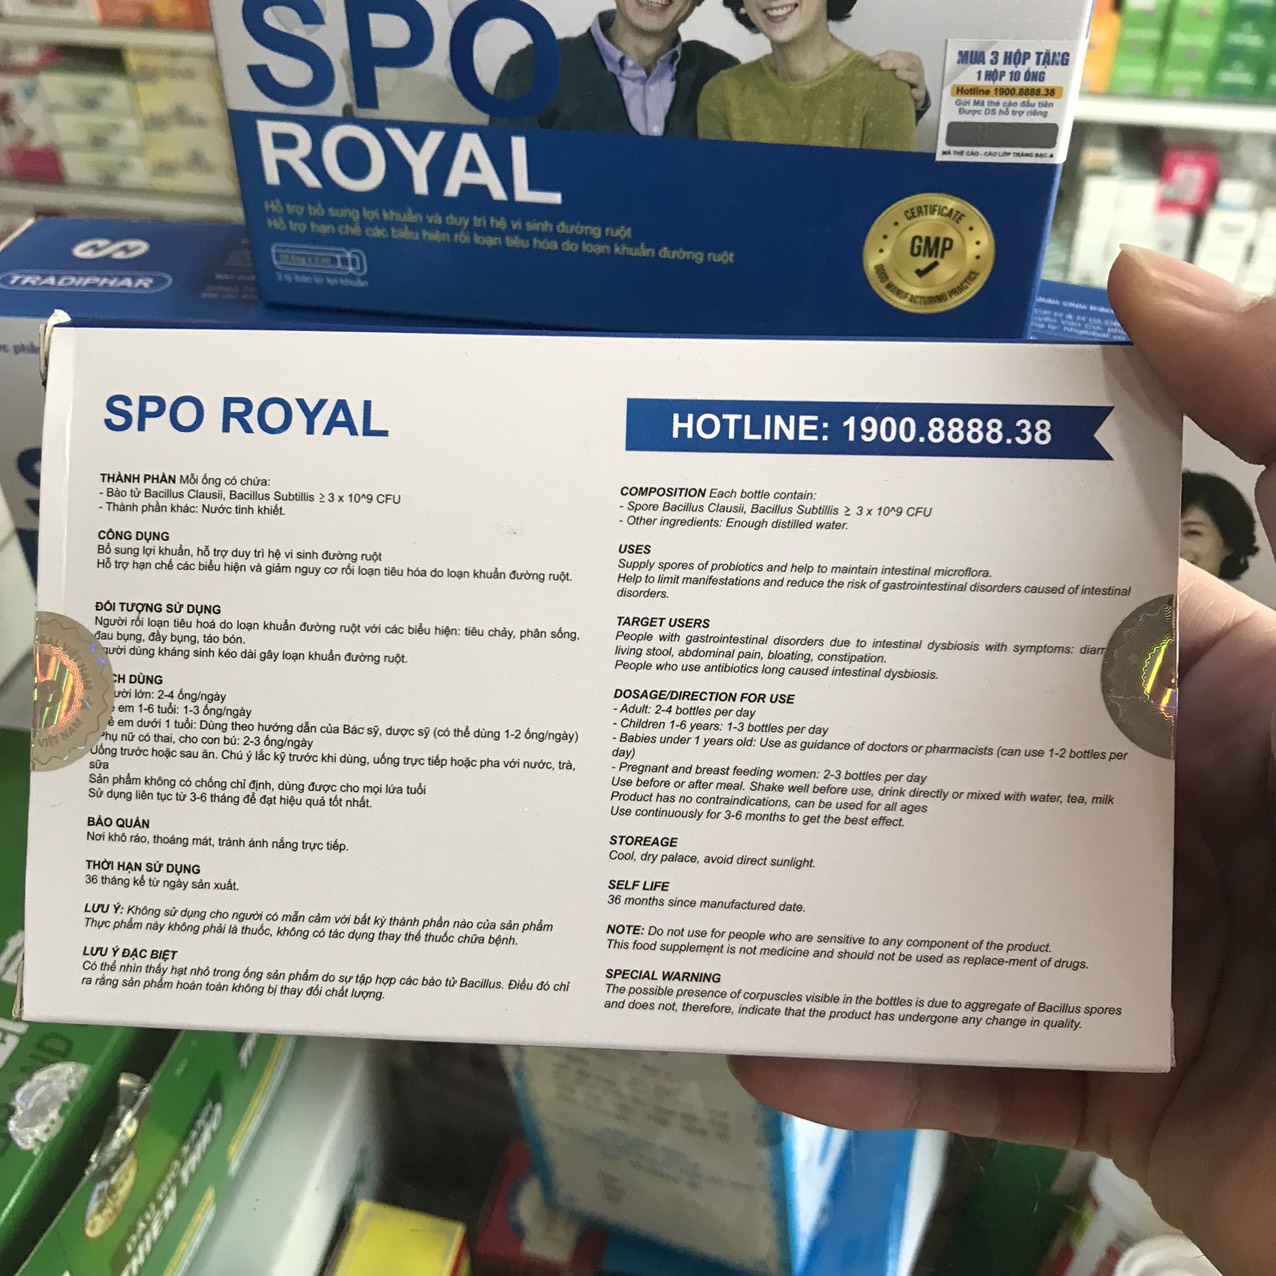 SPO
ROYAL
Hỗ trợ bổ sung lợi khuẩn và duy trì hệ vi sinh đường ruột
Hỗ trợ hạn chế các biểu hiện rối loạn tiêu hóa do loạn khuẩn đường ruột
MUA 3 HỘP TẶNG
1 HỘP 10 ỐNG
Hotline 1900.8888.38
Gửi Mã thẻ cào đầu tiên
Được DS hỗ trợ riêng
MÃ THẺ CÀO - CÀO LỚP TRÁNG BẠC
CERTIFICATE
GMP
GOOD MANUFACTURING PRACTICE
TRADIPHAR
SPO ROYAL
THÀNH PHẦN Mỗi ống có chứa:
- Bào tử Bacillus Clausii, Bacillus Subtillis ≥ 3 x 10^9 CFU
- Thành phần khác: Nước tinh khiết.
CÔNG DỤNG
Bổ sung lợi khuẩn, hỗ trợ duy trì hệ vi sinh đường ruột
Hỗ trợ hạn chế các biểu hiện và giảm nguy cơ rối loạn tiêu hóa do loạn khuẩn đường ruột.
ĐỐI TƯỢNG SỬ DỤNG
Người rối loạn tiêu hoá do loạn khuẩn đường ruột với các biểu hiện: tiêu chảy, phân sống,
đau bụng, đầy bụng, táo bón.
người dùng kháng sinh kéo dài gây loạn khuẩn đường ruột.
CH DÙNG
ười lớn: 2-4 ống/ngày
em 1-6 tuổi: 1-3 ống/ngày
ẻ em dưới 1 tuổi: Dùng theo hướng dẫn của Bác sỹ, dược sỹ (có thể dùng 1-2 ống/ngày)
hụ nữ có thai, cho con bú: 2-3 ống/ngày
Uống trước hoặc sau ăn. Chú ý lắc kỹ trước khi dùng, uống trực tiếp hoặc pha với nước, trà,
sữa
Sản phẩm không có chống chỉ định, dùng được cho mọi lứa tuổi
Sử dụng liên tục từ 3-6 tháng để đạt hiệu quả tốt nhất.
BẢO QUẢN
Nơi khô ráo, thoáng mát, tránh ánh nắng trực tiếp.
THỜI HẠN SỬ DỤNG
36 tháng kể từ ngày sản xuất.
LƯU Ý: Không sử dụng cho người có mẫn cảm với bất kỳ thành phần nào của sản phẩm
Thực phẩm này không phải là thuốc, không có tác dụng thay thế thuốc chữa bệnh.
LƯU Ý ĐẶC BIỆT
Có thể nhìn thấy hạt nhỏ trong ống sản phẩm do sự tập hợp các bào tử Bacillus. Điều đó chỉ
ra rằng sản phẩm hoàn toàn không bị thay đổi chất lượng.
HOTLINE: 1900.8888.38
COMPOSITION Each bottle contain:
- Spore Bacillus Clausii, Bacillus Subtillis ≥ 3 x 10^9 CFU
- Other ingredients: Enough distilled water.
USES
Supply spores of probiotics and help to maintain intestinal microflora.
Help to limit manifestations and reduce the risk of gastrointestinal disorders caused of intestinal
disorders.
TARGET USERS
People with gastrointestinal disorders due to intestinal dysbiosis with symptoms: diarr
living stool, abdominal pain, bloating, constipation.
People who use antibiotics long caused intestinal dysbiosis.
DOSAGE/DIRECTION FOR USE
- Adult: 2-4 bottles per day
- Children 1-6 years: 1-3 bottles per day
- Babies under 1 years old: Use as guidance of doctors or pharmacists (can use 1-2 bottles per
day)
- Pregnant and breast feeding women: 2-3 bottles per day
Use before or after meal. Shake well before use, drink directly or mixed with water, tea, milk
Product has no contraindications, can be used for all ages
Use continuously for 3-6 months to get the best effect.
STOREAGE
Cool, dry palace, avoid direct sunlight.
SELF LIFE
36 months since manufactured date.
NOTE: Do not use for people who are sensitive to any component of the product.
This food supplement is not medicine and should not be used as replace-ment of drugs.
SPECIAL WARNING
The possible presence of corpuscles visible in the bottles is due to aggregate of Bacillus spores
and does not, therefore, indicate that the product has undergone any change in quality.